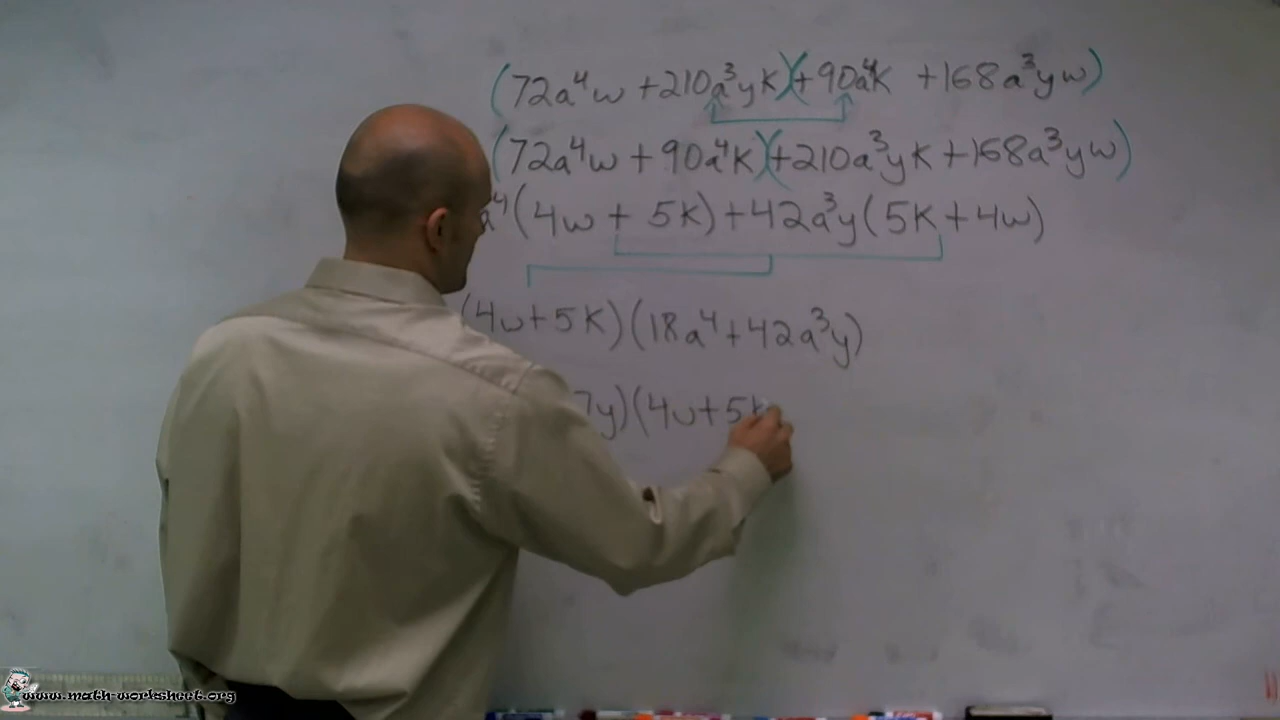 (72a⁴w + 210a³yk)(+ 90a⁴k + 168a³yw)
(72a⁴w + 90a⁴k)(+210a³yk + 168a³yw)
a⁴(4w + 5k) + 42a³y(5k + 4w)
(4w + 5k)(18a⁴ + 42a³y)
7y)(4w + 5k
www.math-worksheet.org